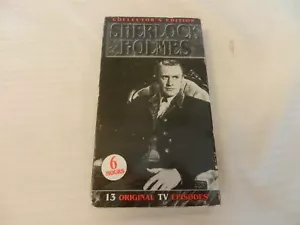 COLLECTOR'S EDITION
SHERLOCK
HOLMES
6
HOURS
13 ORIGINAL TV EPISODES